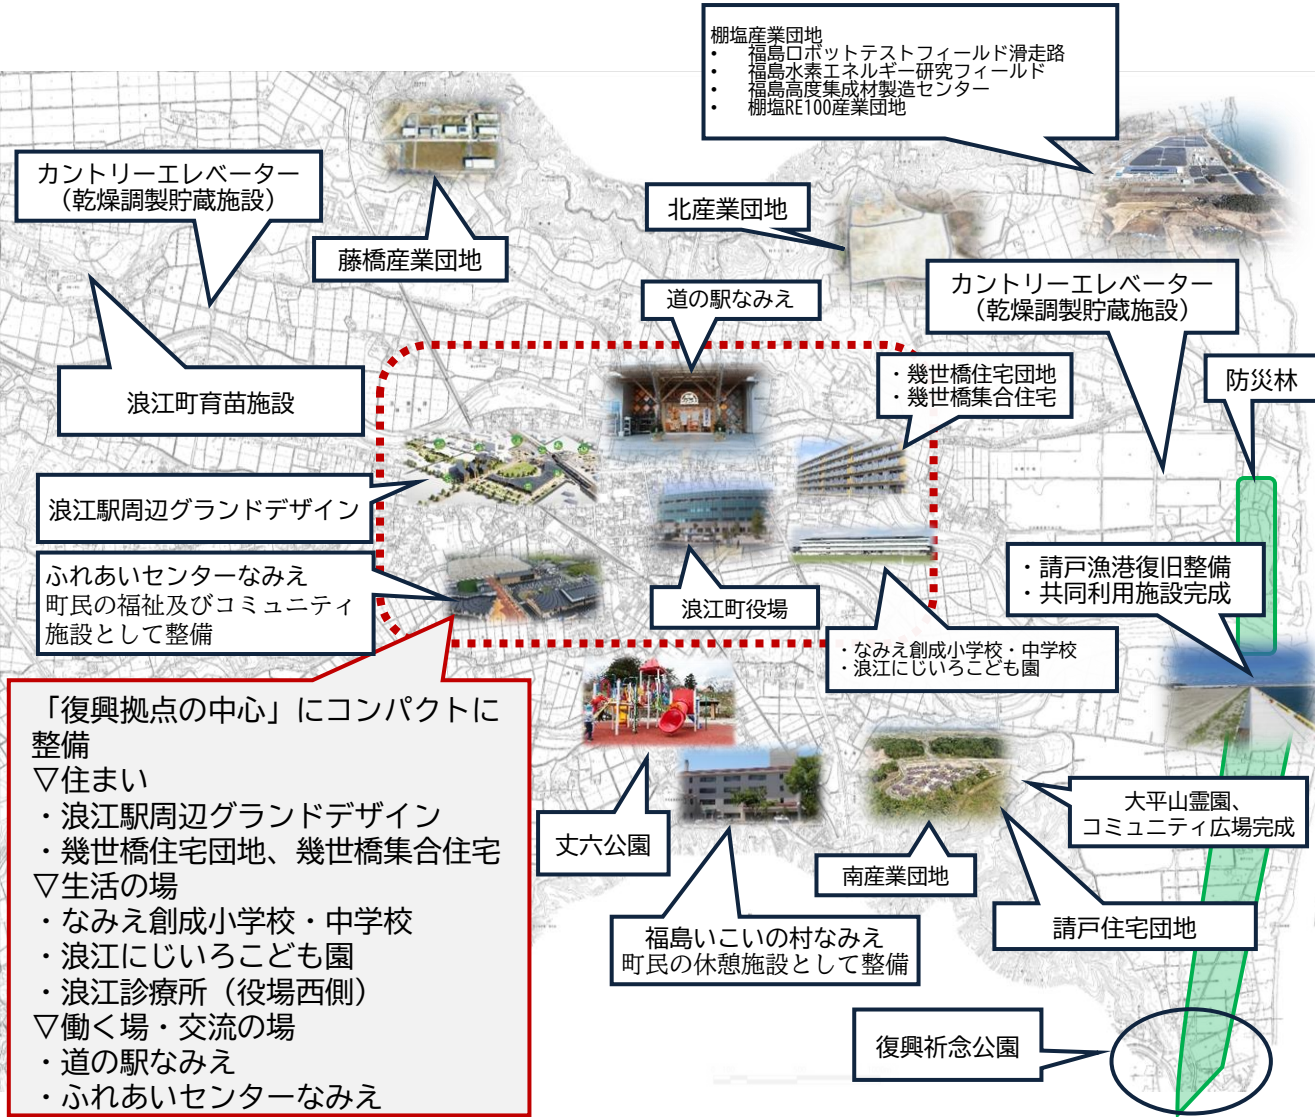 棚塩産業団地
• 福島ロボットテストフィールド滑走路
• 福島水素エネルギー研究フィールド
• 福島高度集成材製造センター
• 棚塩RE100産業団地
カントリーエレベーター
（乾燥調製貯蔵施設）
藤橋産業団地
北産業団地
道の駅なみえ
カントリーエレベーター
（乾燥調製貯蔵施設）
・幾世橋住宅団地
・幾世橋集合住宅
防災林
浪江町育苗施設
浪江駅周辺グランドデザイン
ふれあいセンターなみえ
町民の福祉及びコミュニティ
施設として整備
浪江町役場
・請戸漁港復旧整備
・共同利用施設完成
・なみえ創成小学校・中学校
・浪江にじいろこども園
「復興拠点の中心」にコンパクトに
整備
▽住まい
・浪江駅周辺グランドデザイン
・幾世橋住宅団地、幾世橋集合住宅
▽生活の場
・なみえ創成小学校・中学校
・浪江にじいろこども園
・浪江診療所（役場西側）
▽働く場・交流の場
・道の駅なみえ
・ふれあいセンターなみえ
丈六公園
南産業団地
大平山霊園、
コミュニティ広場完成
福島いこいの村なみえ
町民の休憩施設として整備
請戸住宅団地
復興祈念公園